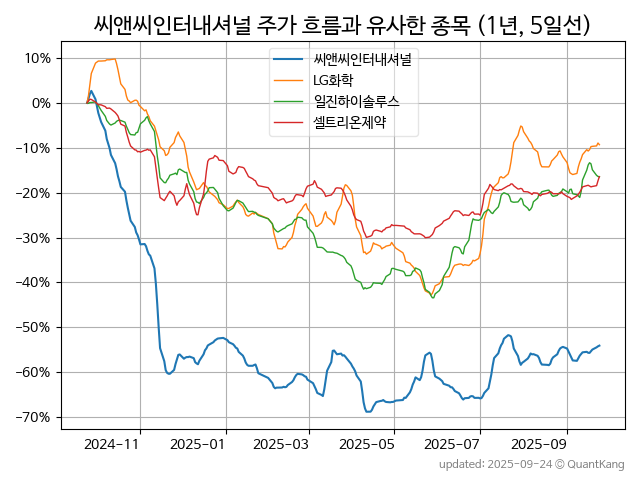 씨앤씨인터내셔널 주가 흐름과 유사한 종목 (1년, 5일선)
씨앤씨인터내셔널
LG화학
일진하이솔루스
셀트리온제약
10%
0%
−10%
−20%
−30%
−40%
−50%
−60%
−70%
2024-11 2025-01 2025-03 2025-05 2025-07 2025-09
updated: 2025-09-24 © QuantKang